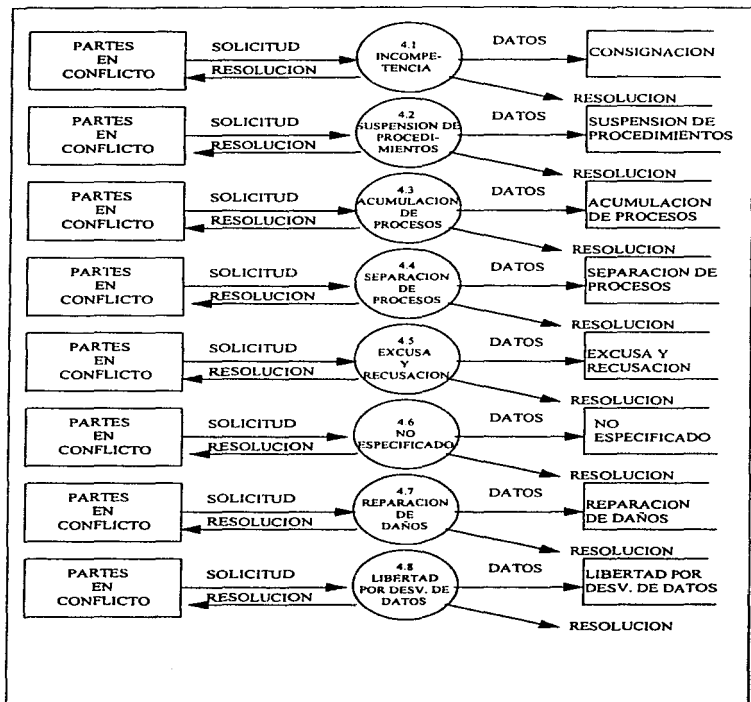 PARTES
EN
CONFLICTO
SOLICITUD
RESOLUCION
4.1
INCOMPE-
TENCIA
DATOS
CONSIGNACION
RESOLUCION
PARTES
EN
CONFLICTO
SOLICITUD
RESOLUCION
4.2
SUSPENSION DE
PROCEDI-
MIENTOS
DATOS
SUSPENSION DE
PROCEDIMIENTOS
RESOLUCION
PARTES
EN
CONFLICTO
SOLICITUD
RESOLUCION
4.3
ACUMULACION
DE
PROCESOS
DATOS
ACUMULACION
DE PROCESOS
RESOLUCION
PARTES
EN
CONFLICTO
SOLICITUD
RESOLUCION
4.4
SEPARACION
DE
PROCESOS
DATOS
SEPARACION DE
PROCESOS
RESOLUCION
PARTES
EN
CONFLICTO
SOLICITUD
RESOLUCION
4.5
EXCUSA
Y
RECUSACION
DATOS
EXCUSA Y
RECUSACION
RESOLUCION
PARTES
EN
CONFLICTO
SOLICITUD
RESOLUCION
4.6
NO
ESPECIFICADO
DATOS
NO
ESPECIFICADO
RESOLUCION
PARTES
EN
CONFLICTO
SOLICITUD
RESOLUCION
4.7
REPARACION
DE
DAÑOS
DATOS
REPARACION
DE DAÑOS
RESOLUCION
PARTES
EN
CONFLICTO
SOLICITUD
RESOLUCION
4.8
LIBERTAD
POR DESV. DE
DATOS
DATOS
LIBERTAD POR
DESV. DE DATOS
RESOLUCION